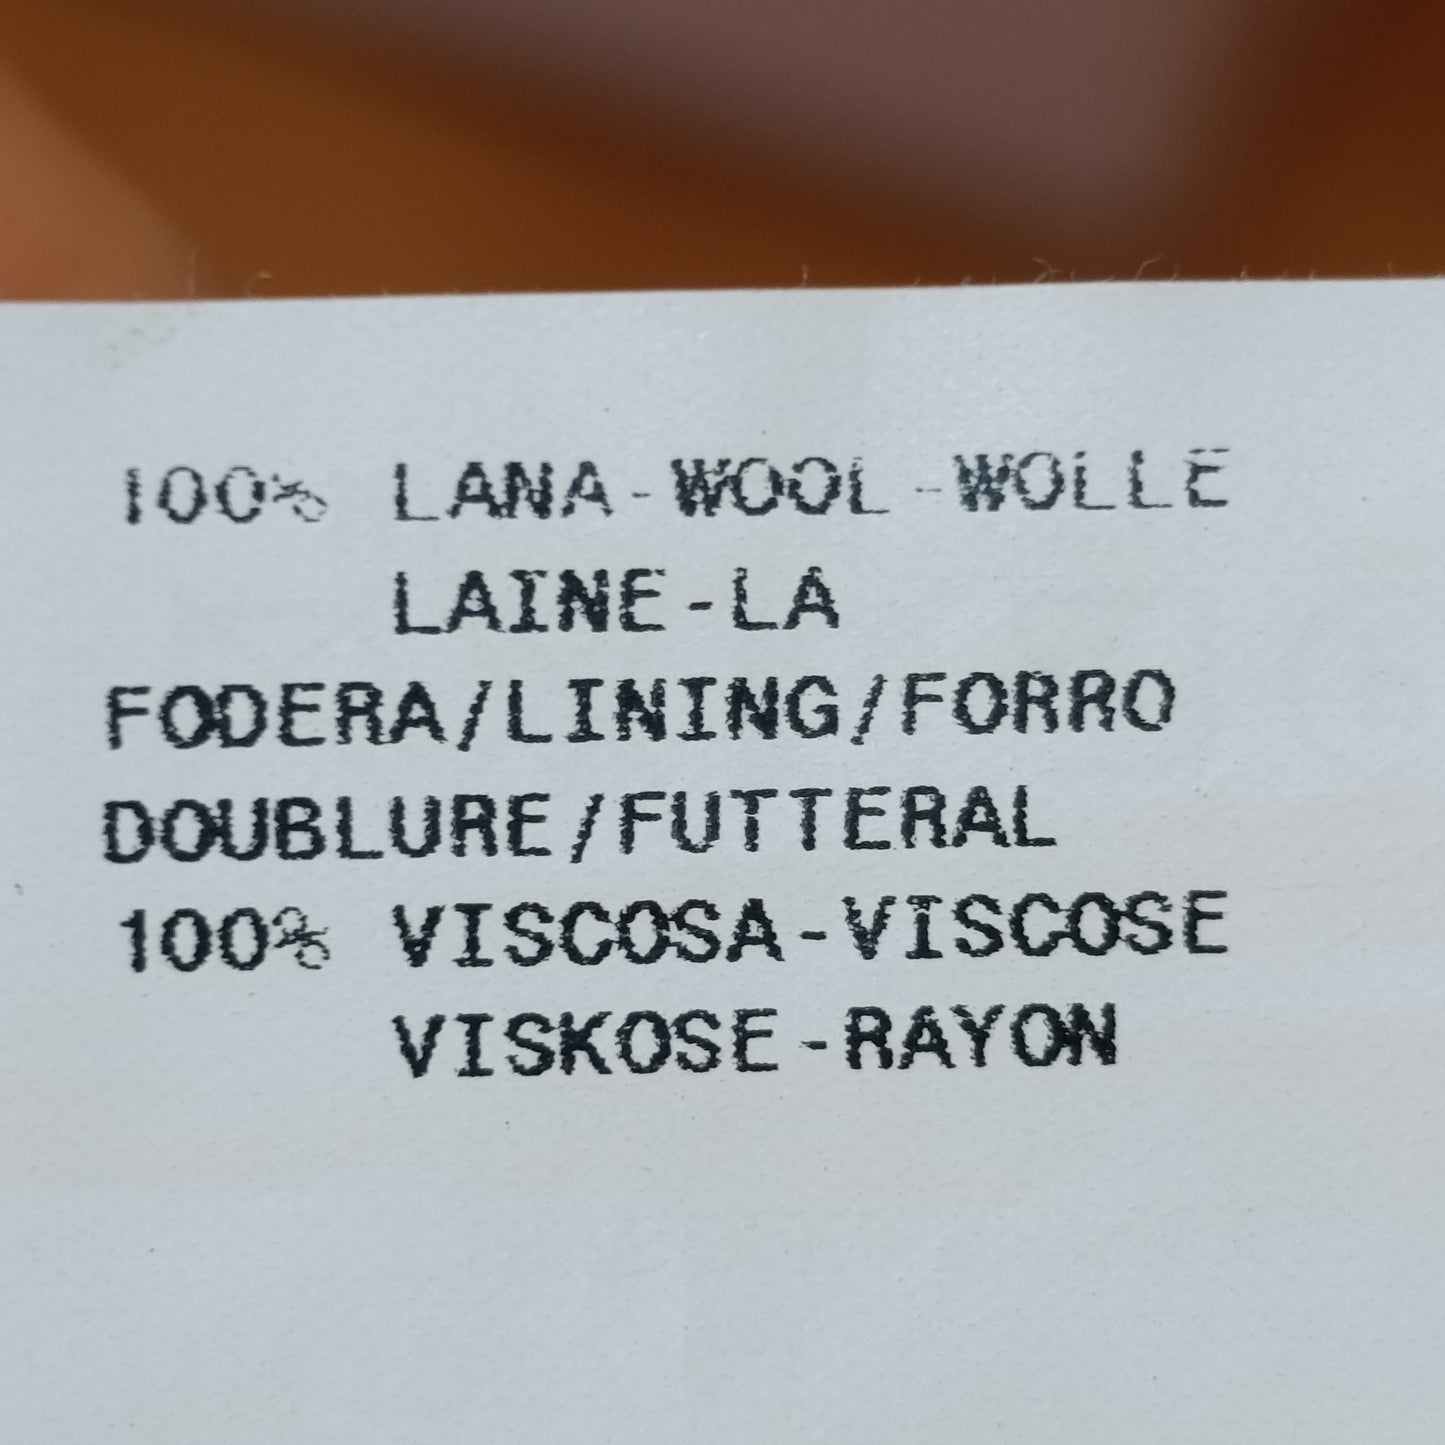 100% LANA-WOOL-WOLLE
LAINE-LA
FODERA/LINING/FORRO
DOUBLURE/FUTTERAL
100% VISCOSA-VISCOSE
VISKOSE-RAYON